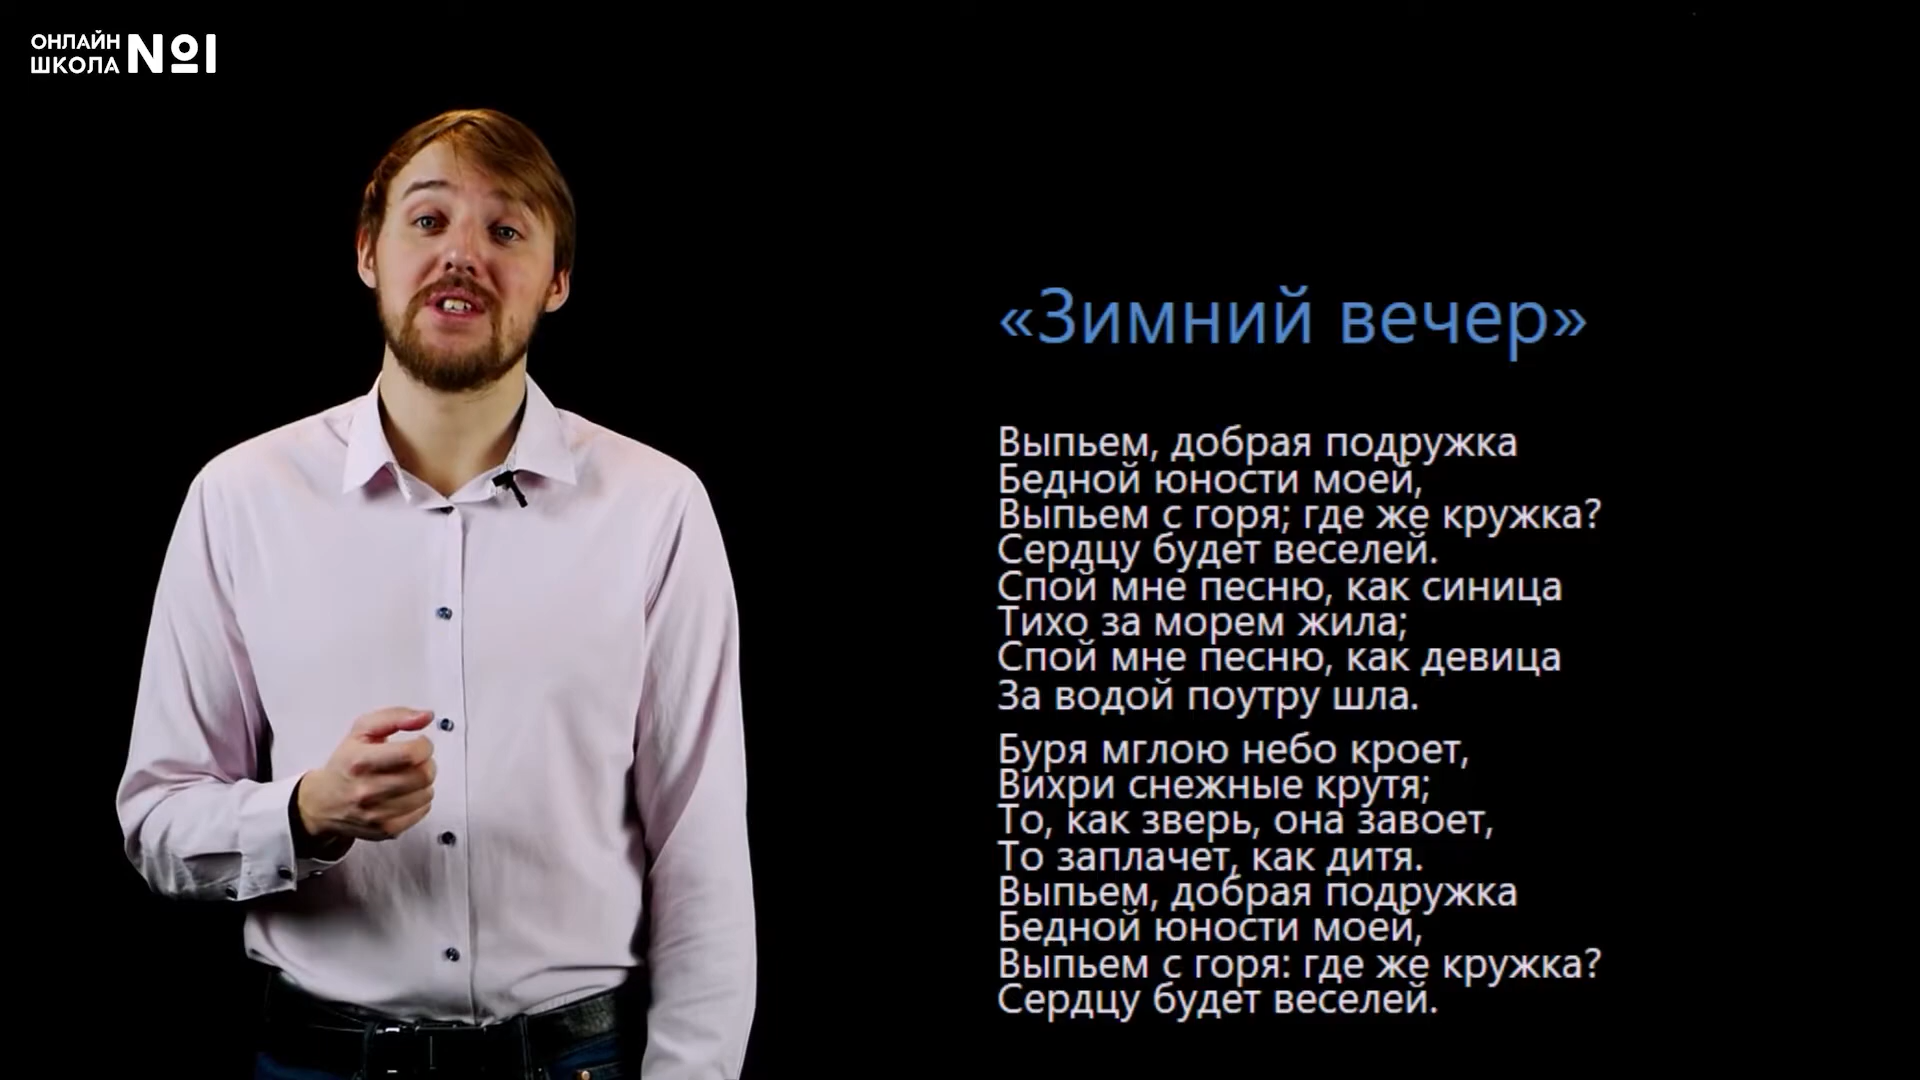 ОНЛАЙН
ШКОЛА №1
«Зимний вечер»
Выпьем, добрая подружка
Бедной юности моей,
Выпьем с горя; где же кружка?
Сердцу будет веселей.
Спой мне песню, как синица
Тихо за морем жила;
Спой мне песню, как девица
За водой поутру шла.
Буря мглою небо кроет,
Вихри снежные крутя;
То, как зверь, она завоет,
То заплачет, как дитя.
Выпьем, добрая подружка
Бедной юности моей,
Выпьем с горя: где же кружка?
Сердцу будет веселей.